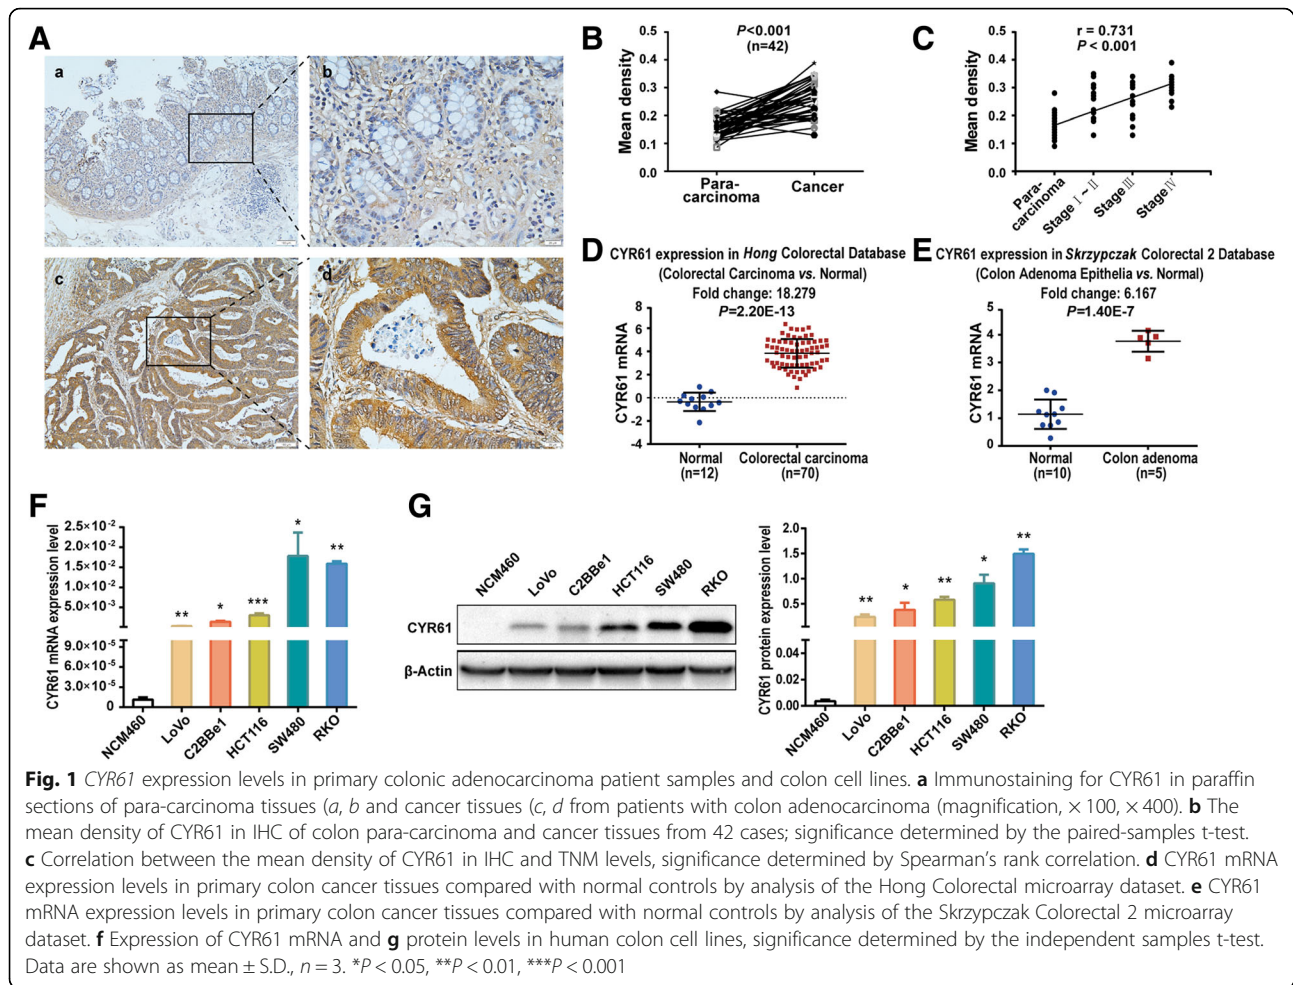 A
a
b
c
d
B
P<0.001
(n=42)
Mean density
0.5
0.4
0.3
0.2
0.1
0
Para-
carcinoma
Cancer
C
r = 0.731
P < 0.001
Mean density
0.5
0.4
0.3
0.2
0.1
0
Para-
carcinoma
Stage Ⅰ ~ Ⅱ
Stage Ⅲ
Stage Ⅳ
D
CYR61 expression in Hong Colorectal Database
(Colorectal Carcinoma vs. Normal)
Fold change: 18.279
P=2.20E-13
CYR61 mRNA
8
6
4
2
0
-2
-4
Normal
(n=12)
Colorectal carcinoma
(n=70)
E
CYR61 expression in Skrzypczak Colorectal 2 Database
(Colon Adenoma Epithelia vs. Normal)
Fold change: 6.167
P=1.40E-7
CYR61 mRNA
5
4
3
2
1
0
Normal
(n=10)
Colon adenoma
(n=5)
F
CYR61 mRNA expression level
2.5×10⁻²
2.0×10⁻²
1.5×10⁻²
1.0×10⁻²
5.0×10⁻³
9.0×10⁻⁵
6.0×10⁻⁵
3.0×10⁻⁵
0
**
*
***
*
**
NCM460
LoVo
C2BBe1
HCT116
SW480
RKO
G
NCM460
LoVo
C2BBe1
HCT116
SW480
RKO
CYR61
β-Actin
CYR61 protein expression level
2.0
1.5
1.0
0.5
0.04
0.02
0.00
**
*
**
*
**
NCM460
LoVo
C2BBe1
HCT116
SW480
RKO
Fig. 1 CYR61 expression levels in primary colonic adenocarcinoma patient samples and colon cell lines. a Immunostaining for CYR61 in paraffin
sections of para-carcinoma tissues (a, b and cancer tissues (c, d from patients with colon adenocarcinoma (magnification, × 100, × 400). b The
mean density of CYR61 in IHC of colon para-carcinoma and cancer tissues from 42 cases; significance determined by the paired-samples t-test.
c Correlation between the mean density of CYR61 in IHC and TNM levels, significance determined by Spearman's rank correlation. d CYR61 mRNA
expression levels in primary colon cancer tissues compared with normal controls by analysis of the Hong Colorectal microarray dataset. e CYR61
mRNA expression levels in primary colon cancer tissues compared with normal controls by analysis of the Skrzypczak Colorectal 2 microarray
dataset. f Expression of CYR61 mRNA and g protein levels in human colon cell lines, significance determined by the independent samples t-test.
Data are shown as mean ± S.D., n = 3. *P < 0.05, **P < 0.01, ***P < 0.001